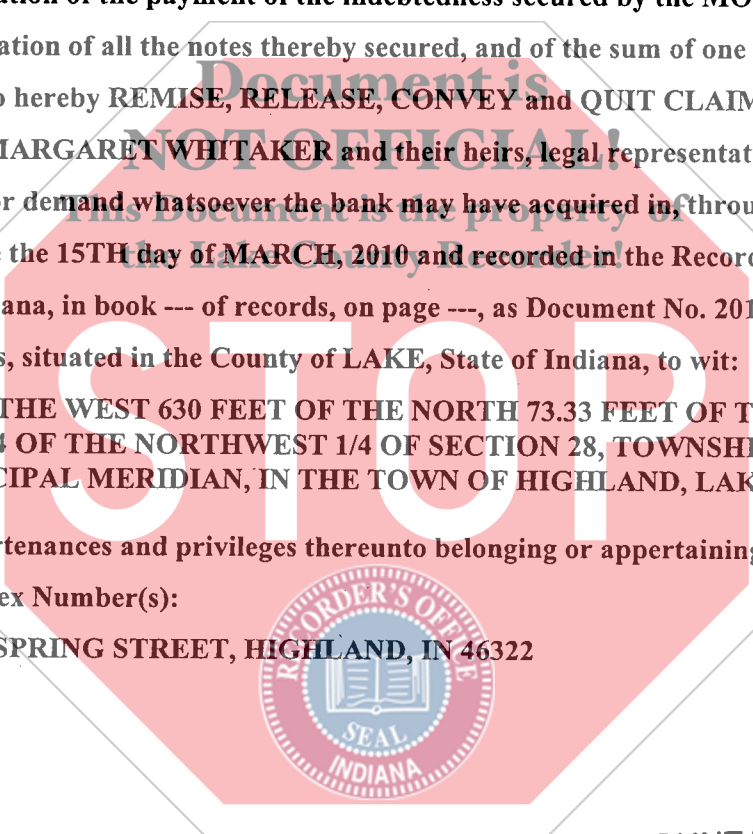 ation of the payment of the indebtedness secured by the MO
ation of all the notes thereby secured, and of the sum of one
Document is
o hereby REMISE, RELEASE, CONVEY and QUIT CLAIM
NOT OFFICIAL!
MARGARET WHITAKER and their heirs, legal representat
or demand whatsoever the bank may have acquired in, throu
This Document is the property of
e the 15TH day of MARCH, 2010 and recorded in the Record
the Lake County Recorder!
ana, in book --- of records, on page ---, as Document No. 201
s, situated in the County of LAKE, State of Indiana, to wit:
STOP
THE WEST 630 FEET OF THE NORTH 73.33 FEET OF T
4 OF THE NORTHWEST 1/4 OF SECTION 28, TOWNSHI
CIPAL MERIDIAN, IN THE TOWN OF HIGHLAND, LAK
rtenances and privileges thereunto belonging or appertaining
ex Number(s):
SPRING STREET, HIGHLAND, IN 46322
RECORDER'S OFFICE
SEAL
INDIANA